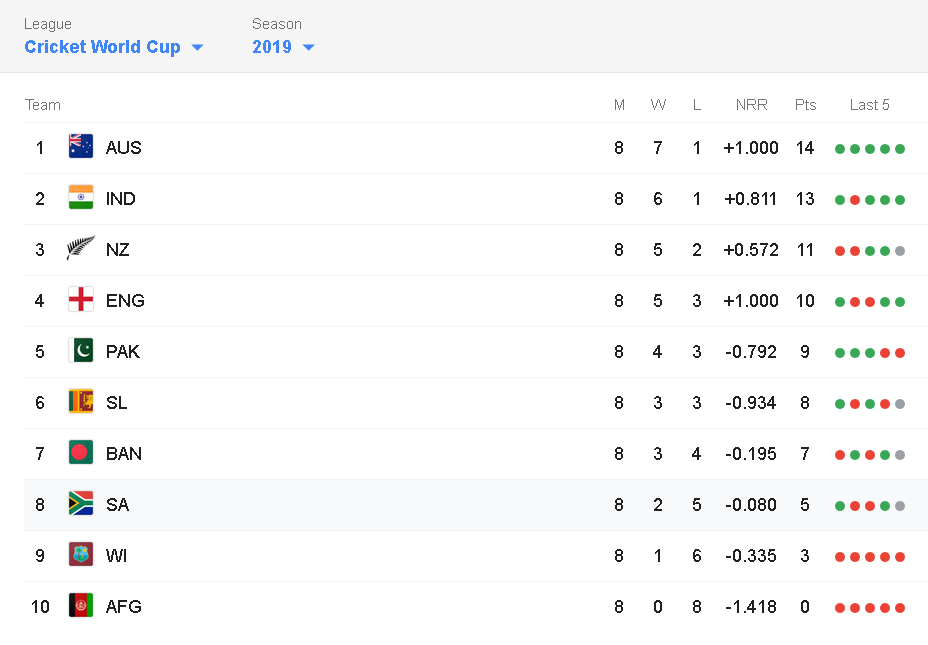 League Season
Cricket World Cup 2019
Team M W L NRR Pts Last 5
1 AUS 8 7 1 +1.000 14
2 IND 8 6 1 +0.811 13
3 NZ 8 5 2 +0.572 11
4 ENG 8 5 3 +1.000 10
5 PAK 8 4 3 -0.792 9
6 SL 8 3 3 -0.934 8
7 BAN 8 3 4 -0.195 7
8 SA 8 2 5 -0.080 5
9 WI 8 1 6 -0.335 3
10 AFG 8 0 8 -1.418 0